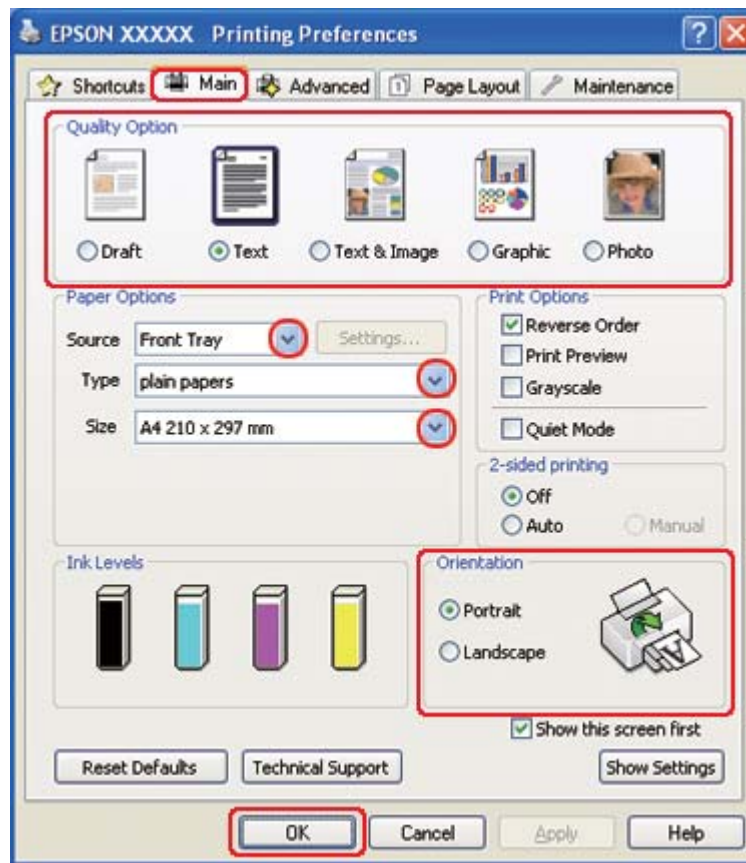 EPSON XXXXX Printing Preferences
Shortcuts Main Advanced Page Layout Maintenance
Quality Option
Draft Text Text & Image Graphic Photo
Paper Options
Source Front Tray Settings...
Type plain papers
Size A4 210 x 297 mm
Print Options
Reverse Order
Print Preview
Grayscale
Quiet Mode
2-sided printing
Off
Auto Manual
Ink Levels
Orientation
Portrait
Landscape
Show this screen first
Reset Defaults Technical Support Show Settings
OK Cancel Apply Help